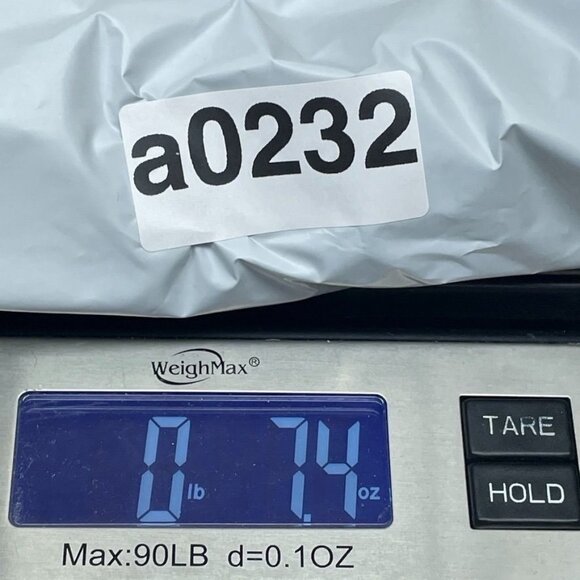 a0232
WeighMax®
0 lb 7.4 oz
TARE
HOLD
Max:90LB d=0.1OZ